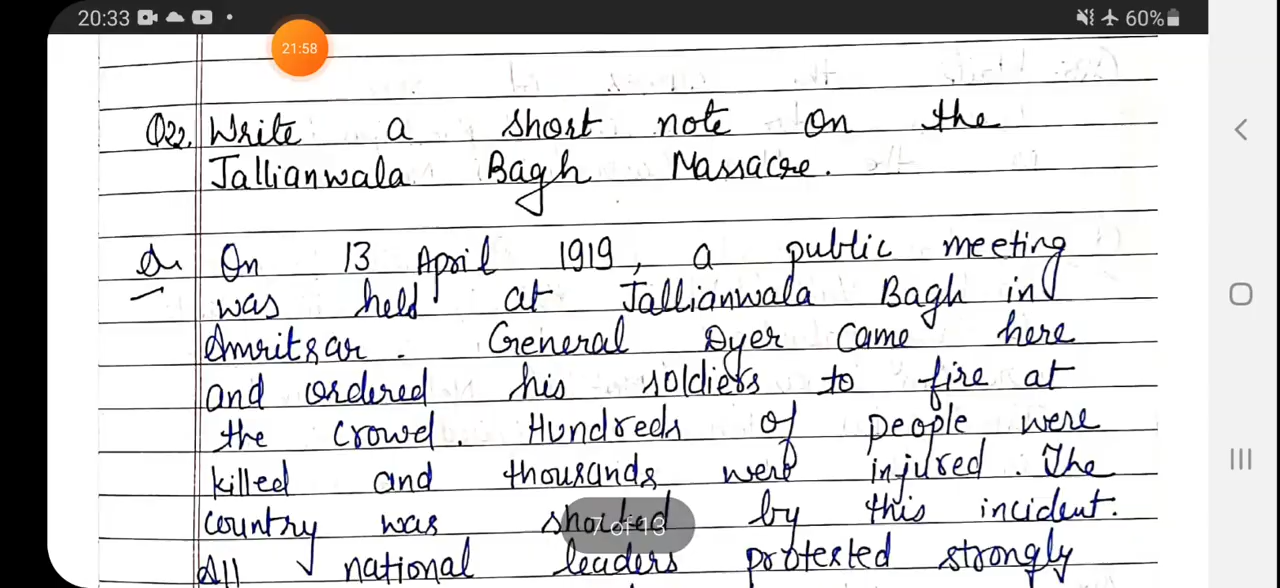 20:33
60%
21:58
Q22. Write a short note on the
Jallianwala Bagh Massacre.
On 13 April 1919, a public meeting
was held at Jallianwala Bagh in
Amritsar. General Dyer came here
and ordered his soldiers to fire at
the crowd. Hundreds of people were
killed and thousands were injured. The
country was by this incident.
7 of 13
All national leaders protested strongly